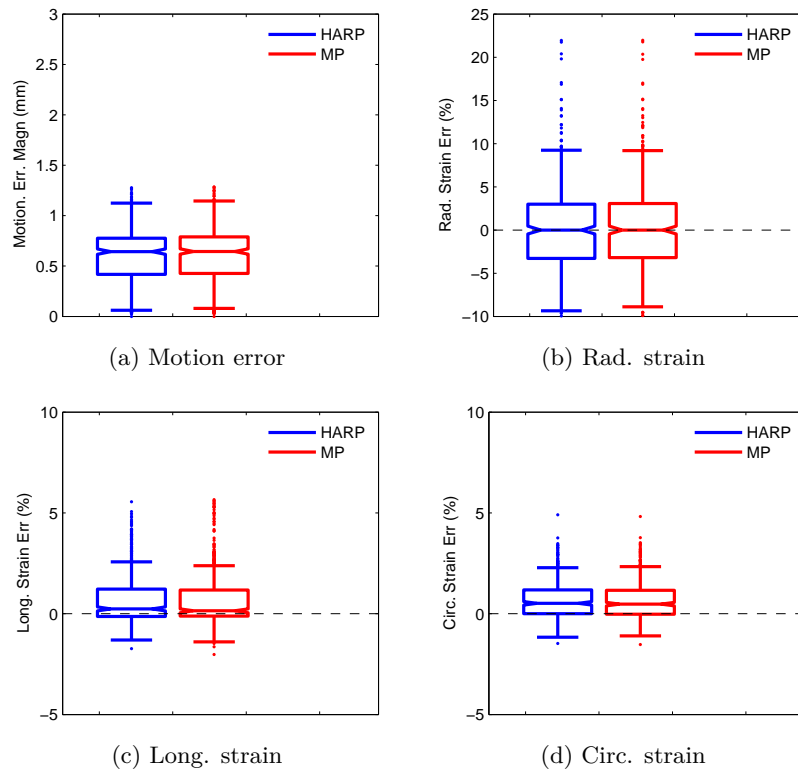 3
2.5
2
1.5
1
0.5
0
Motion. Err. Magn (mm)
HARP
MP
(a) Motion error
25
20
15
10
5
0
−5
−10
Rad. Strain Err (%)
HARP
MP
(b) Rad. strain
10
5
0
−5
Long. Strain Err (%)
HARP
MP
(c) Long. strain
10
5
0
−5
Circ. Strain Err (%)
HARP
MP
(d) Circ. strain